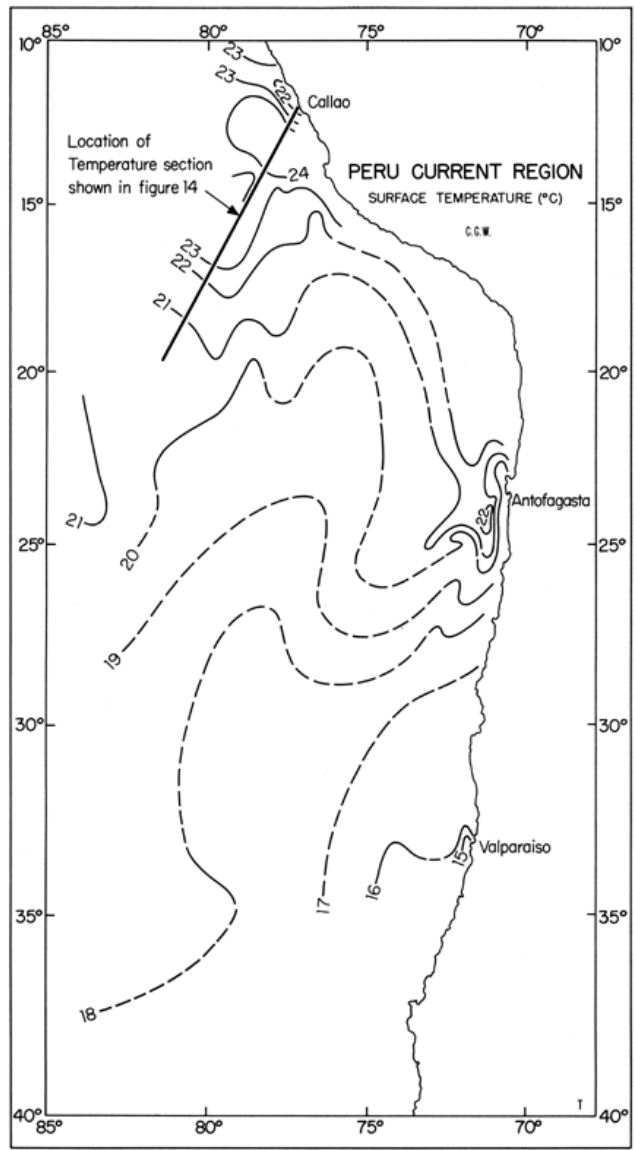 85° 80° 75° 70°
10° 10°
23
23
22
Callao
Location of
Temperature section
shown in figure 14
24
PERU CURRENT REGION
SURFACE TEMPERATURE (°C)
C.G.W.
15° 15°
23
22
21
20° 20°
22
Antofagasta
21
20
25° 25°
19
30° 30°
Valparaiso
15
16
17
35° 35°
18
T
40° 40°
85° 80° 75° 70°